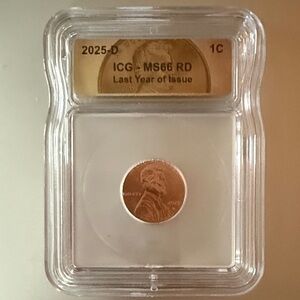 2025-D 1C
ICG - MS66 RD
Last Year of Issue